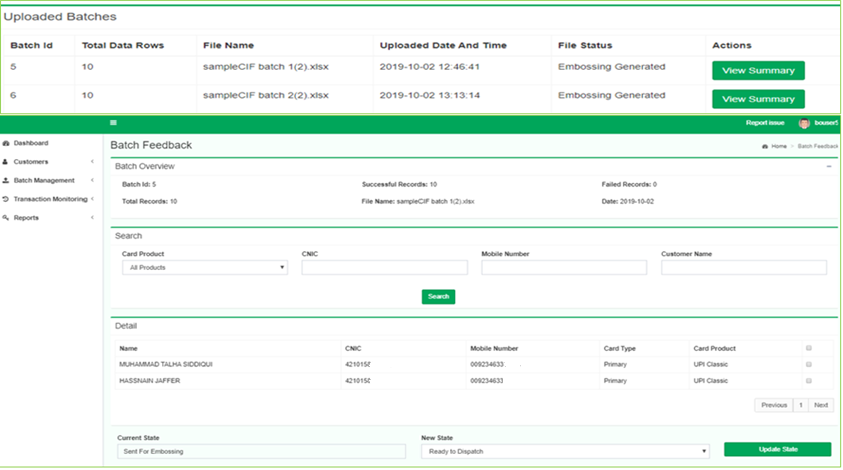 Uploaded Batches
Batch Id Total Data Rows File Name Uploaded Date And Time File Status Actions
5 10 sampleCIF batch 1(2).xlsx 2019-10-02 12:46:41 Embossing Generated View Summary
6 10 sampleCIF batch 2(2).xlsx 2019-10-02 13:13:14 Embossing Generated View Summary
Report issue bouser5
Dashboard
Customers
Batch Management
Transaction Monitoring
Reports
Batch Feedback
Home > Batch Feedback
Batch Overview
Batch Id: 5 Successful Records: 10 Failed Records: 0
Total Records: 10 File Name: sampleCIF batch 1(2).xlsx Date: 2019-10-02
Search
Card Product CNIC Mobile Number Customer Name
All Products
Search
Detail
Name CNIC Mobile Number Card Type Card Product
MUHAMMAD TALHA SIDDIQUI 4210150 009234633 Primary UPI Classic
HASSNAIN JAFFER 4210150 009234633 Primary UPI Classic
Previous 1 Next
Current State New State
Sent For Embossing Ready to Dispatch Update State